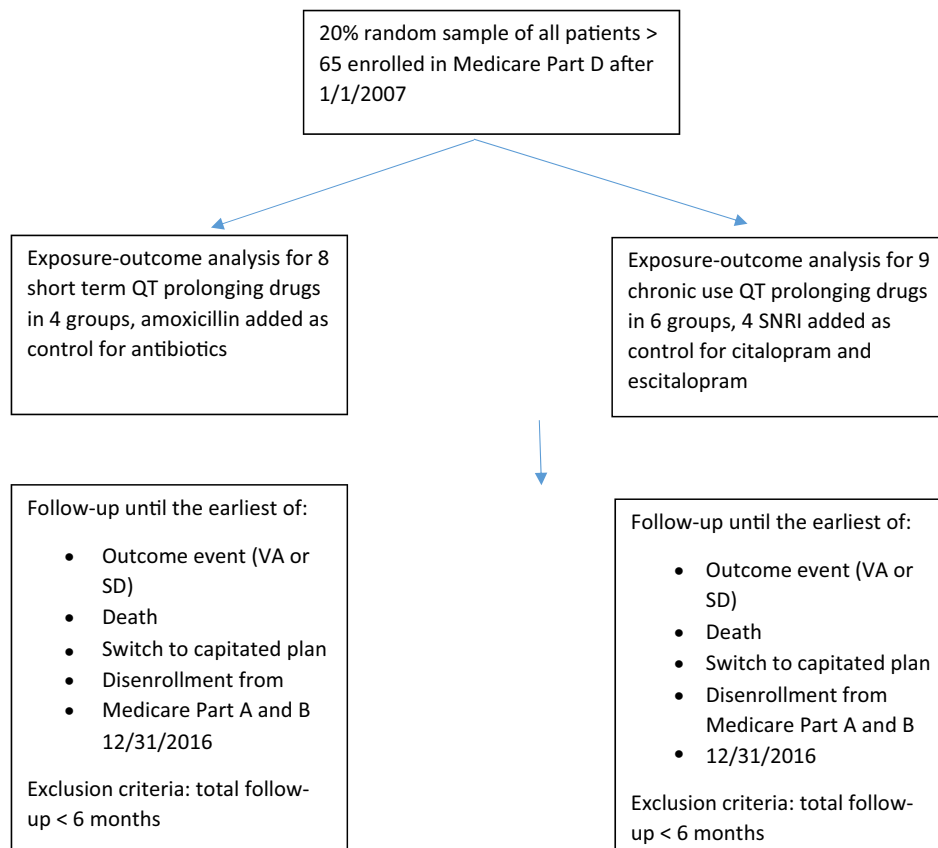 20% random sample of all patients >
65 enrolled in Medicare Part D after
1/1/2007
Exposure-outcome analysis for 8
short term QT prolonging drugs
in 4 groups, amoxicillin added as
control for antibiotics
Exposure-outcome analysis for 9
chronic use QT prolonging drugs
in 6 groups, 4 SNRI added as
control for citalopram and
escitalopram
Follow-up until the earliest of:
• Outcome event (VA or
SD)
• Death
• Switch to capitated plan
• Disenrollment from
• Medicare Part A and B
12/31/2016
Exclusion criteria: total follow-
up < 6 months
Follow-up until the earliest of:
• Outcome event (VA or
SD)
• Death
• Switch to capitated plan
• Disenrollment from
Medicare Part A and B
• 12/31/2016
Exclusion criteria: total follow-
up < 6 months